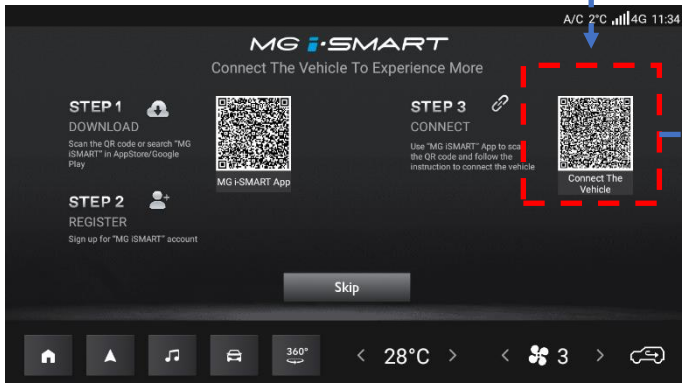 A/C 2°C 4G 11:34
MG i-SMART
Connect The Vehicle To Experience More
STEP 1
DOWNLOAD
Scan the QR code or search "MG
iSMART" in AppStore/Google
Play
MG i-SMART App
STEP 2
REGISTER
Sign up for "MG iSMART" account
STEP 3
CONNECT
Use "MG iSMART" App to scan
the QR code and follow the
instruction to connect the vehicle
Connect The
Vehicle
Skip
360°
< 28°C >
< 3 >